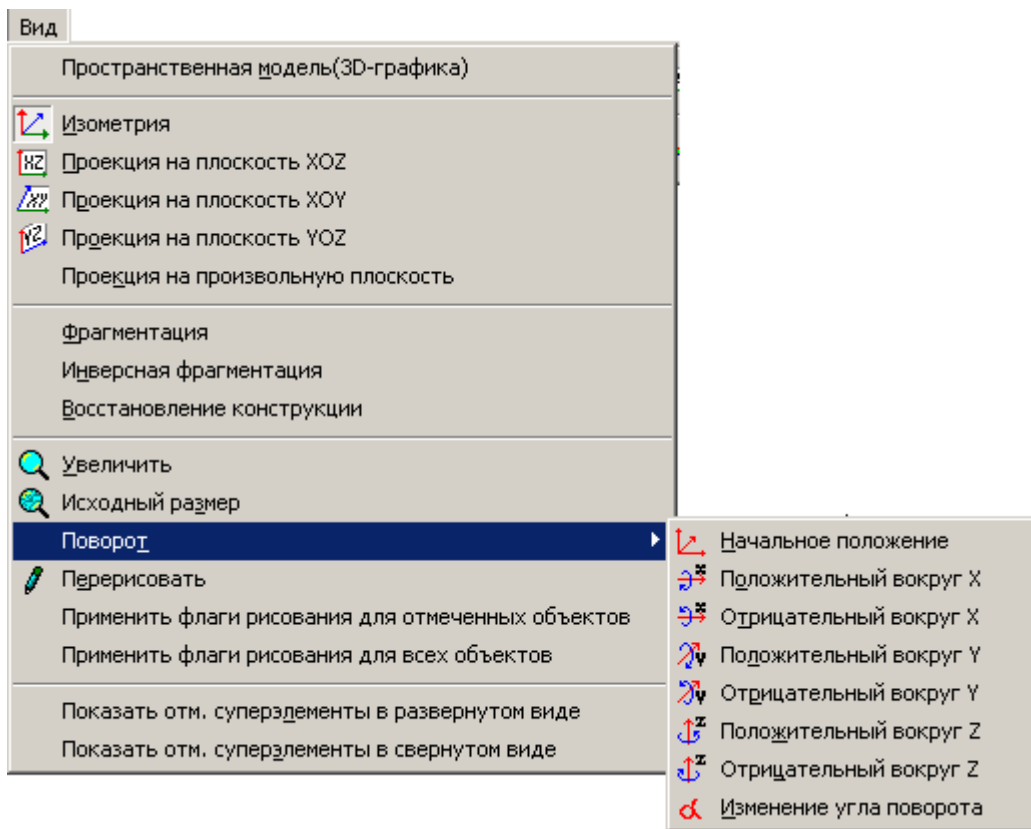 Вид
Пространственная модель(3D-графика)
Изометрия
XZ Проекция на плоскость XOZ
XY Проекция на плоскость XOY
YZ Проекция на плоскость YOZ
Проекция на произвольную плоскость
Фрагментация
Инверсная фрагментация
Восстановление конструкции
Увеличить
Исходный размер
Поворот
Перерисовать
Применить флаги рисования для отмеченных объектов
Применить флаги рисования для всех объектов
Показать отм. суперэлементы в развернутом виде
Показать отм. суперэлементы в свернутом виде
Начальное положение
X Положительный вокруг X
X Отрицательный вокруг X
Y Положительный вокруг Y
Y Отрицательный вокруг Y
Z Положительный вокруг Z
Z Отрицательный вокруг Z
α Изменение угла поворота